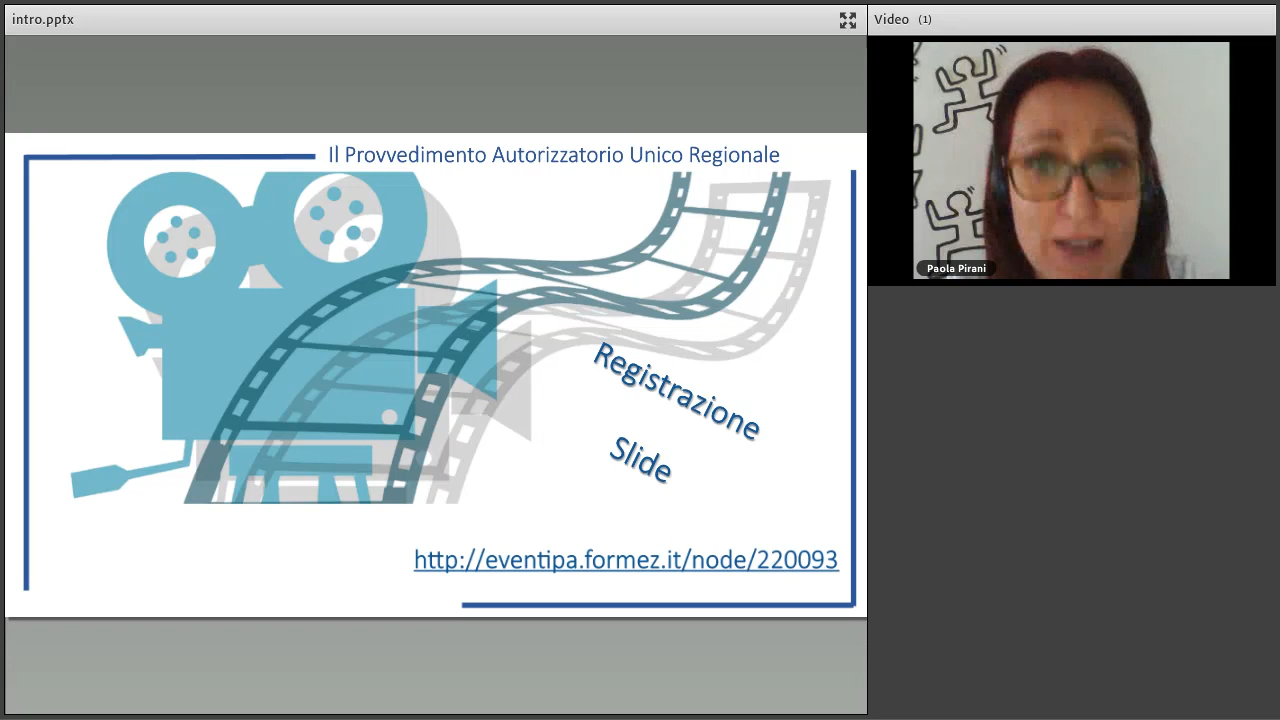 intro.pptx
Video (1)
Il Provvedimento Autorizzatorio Unico Regionale
Paola Pirani
Registrazione
Slide
http://eventipa.formez.it/node/220093